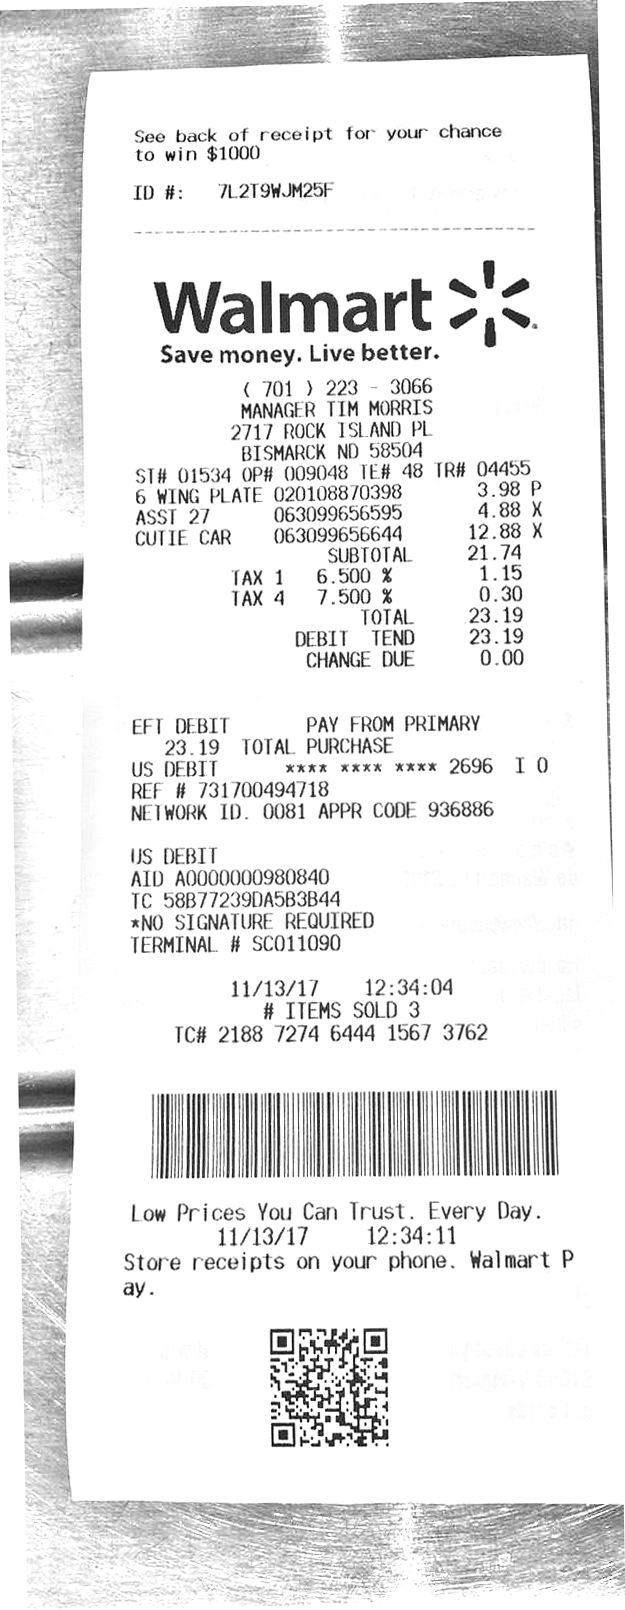 See back of receipt for your chance
to win $1000
ID #: 7L2T9WJM25F
Walmart
Save money. Live better.
( 701 ) 223 - 3066
MANAGER TIM MORRIS
2717 ROCK ISLAND PL
BISMARCK ND 58504
ST# 01534 OP# 009048 TE# 48 TR# 04455
6 WING PLATE 020108870398 3.98 P
ASST 27 063099656595 4.88 X
CUTIE CAR 063099656644 12.88 X
SUBTOTAL 21.74
TAX 1 6.500 % 1.15
TAX 4 7.500 % 0.30
TOTAL 23.19
DEBIT TEND 23.19
CHANGE DUE 0.00
EFT DEBIT PAY FROM PRIMARY
23.19 TOTAL PURCHASE
US DEBIT **** **** **** 2696 I 0
REF # 731700494718
NETWORK ID. 0081 APPR CODE 936886
US DEBIT
AID A0000000980840
TC 58B77239DA5B3B44
*NO SIGNATURE REQUIRED
TERMINAL # SC011090
11/13/17 12:34:04
# ITEMS SOLD 3
TC# 2188 7274 6444 1567 3762
Low Prices You Can Trust. Every Day.
11/13/17 12:34:11
Store receipts on your phone. Walmart P
ay.